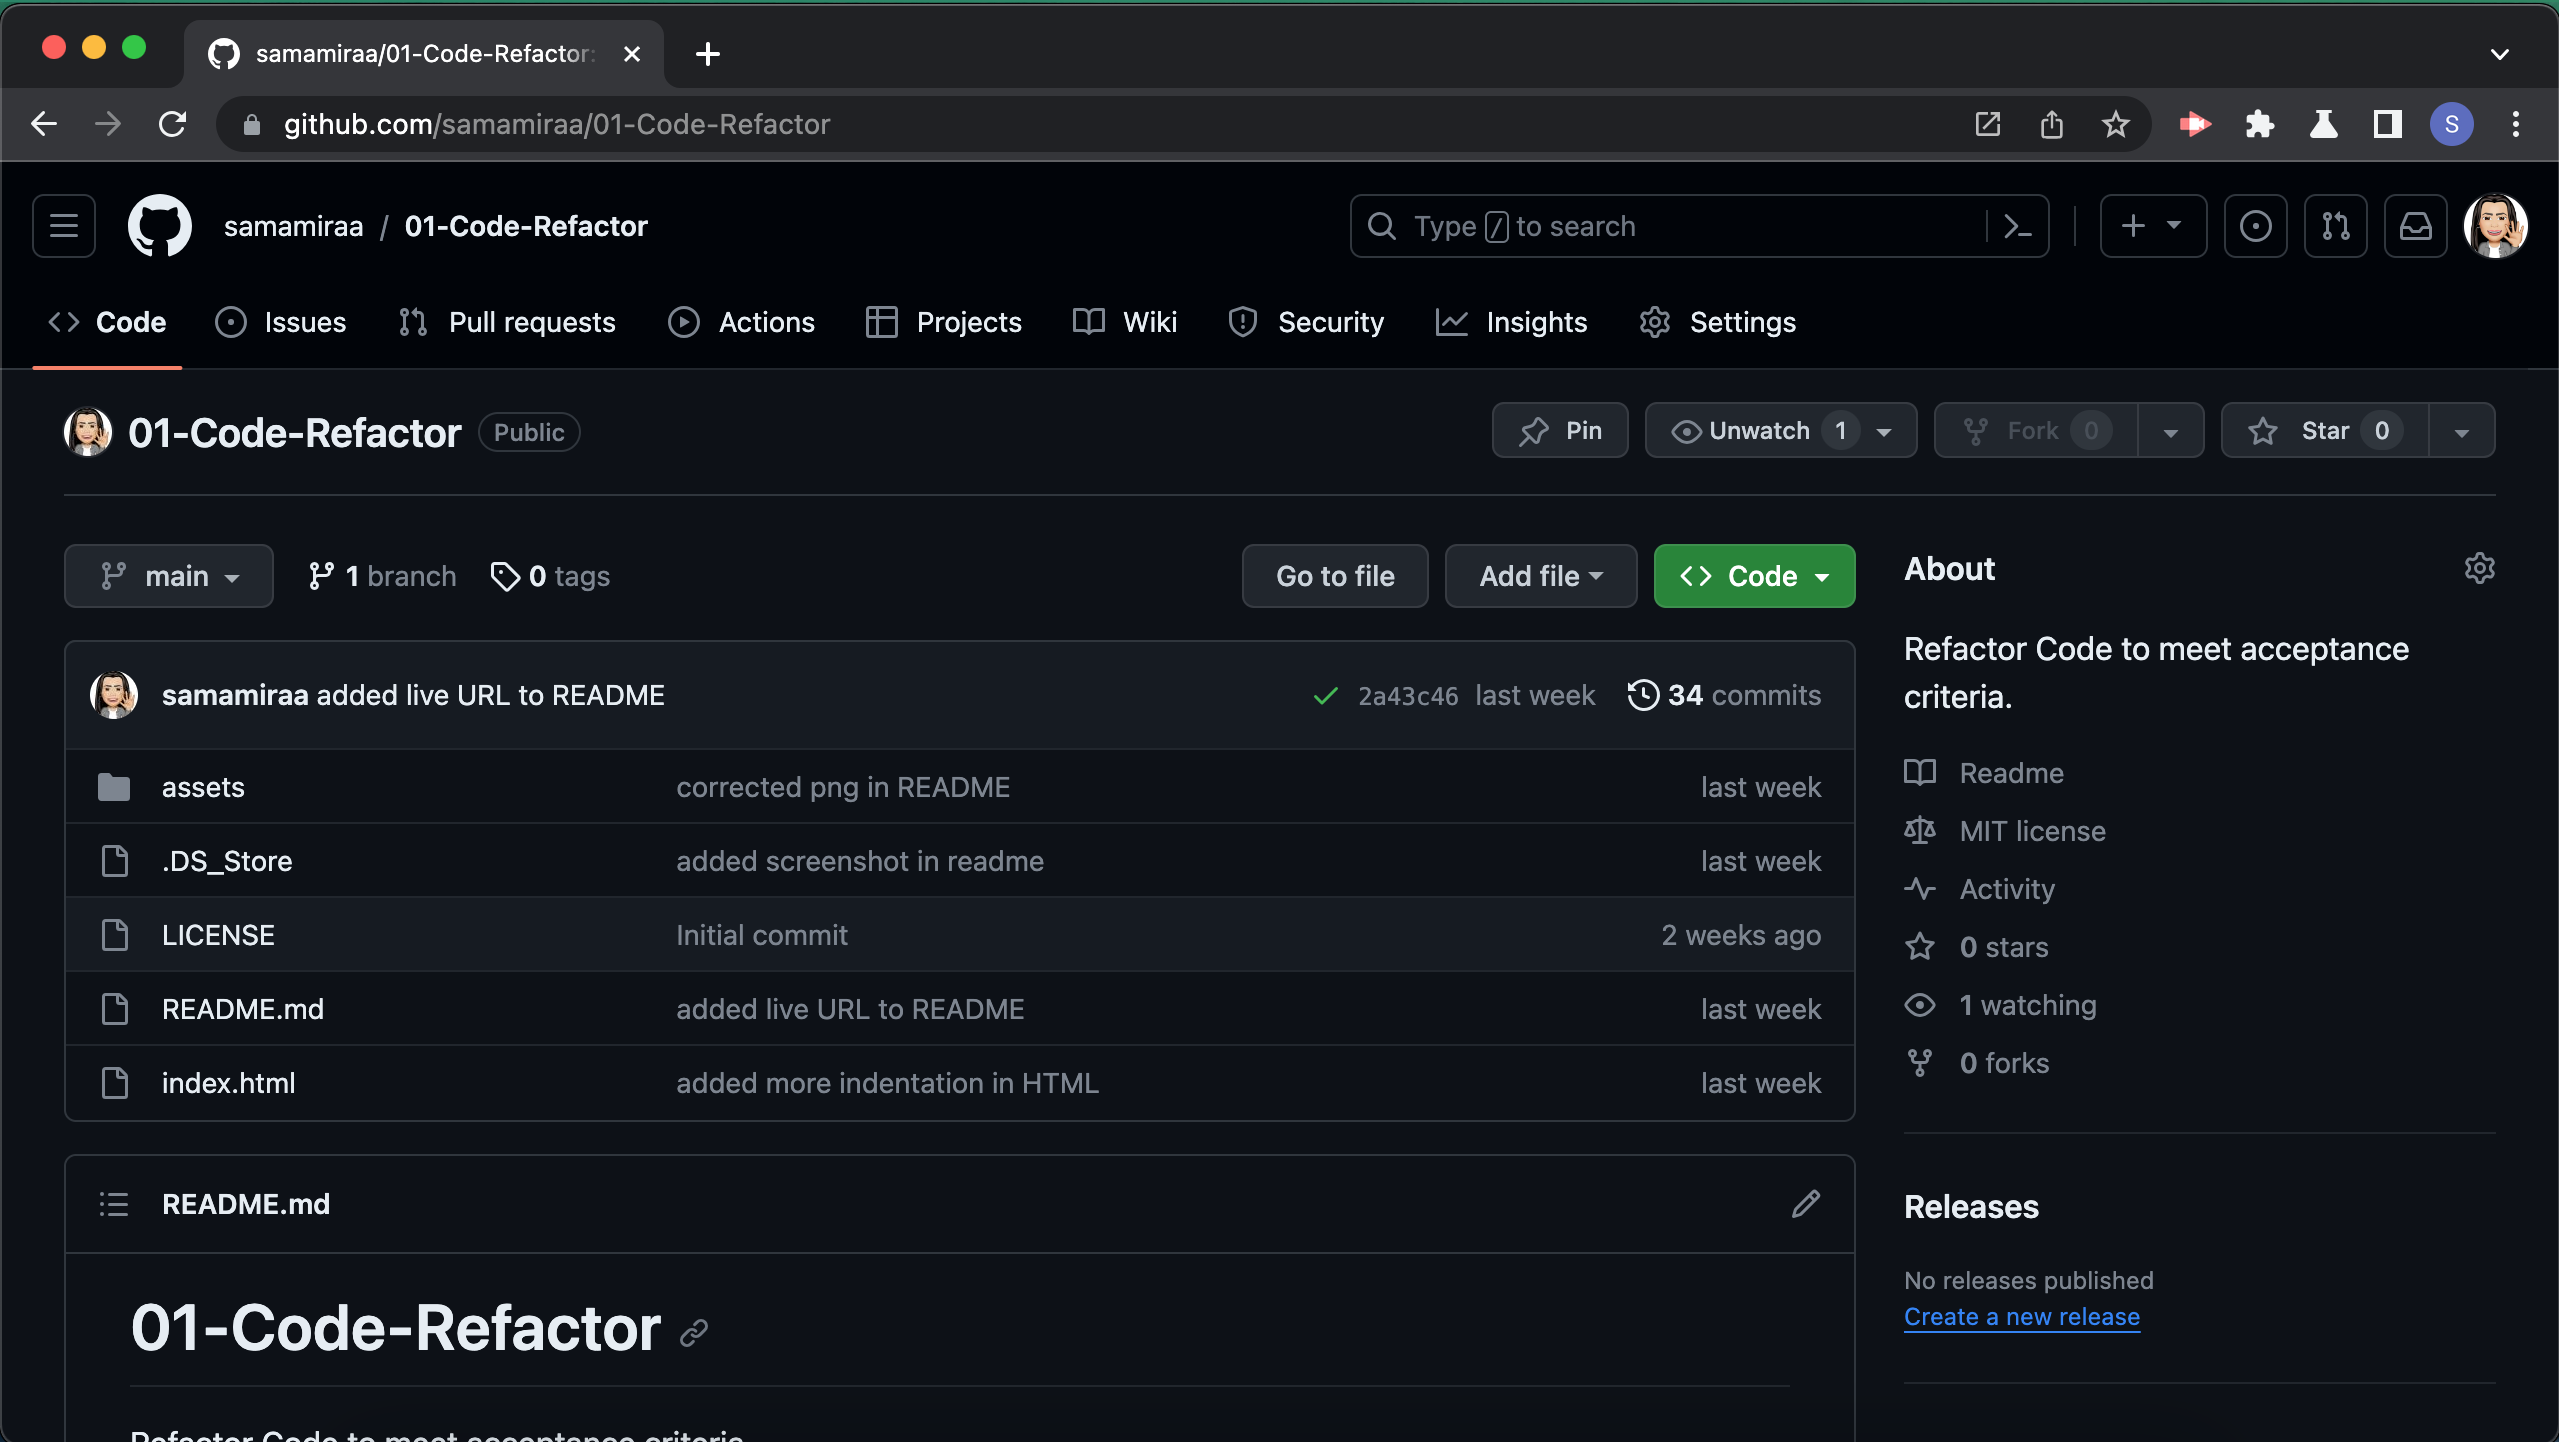 samamiraa/01-Code-Refactor:
github.com/samamiraa/01-Code-Refactor
S
samamiraa / 01-Code-Refactor
Type / to search
Code Issues Pull requests Actions Projects Wiki Security Insights Settings
01-Code-Refactor Public
Pin Unwatch 1 Fork 0 Star 0
main 1 branch 0 tags Go to file Add file Code
samamiraa added live URL to README 2a43c46 last week 34 commits
assets corrected png in README last week
.DS_Store added screenshot in readme last week
LICENSE Initial commit 2 weeks ago
README.md added live URL to README last week
index.html added more indentation in HTML last week
README.md
01-Code-Refactor
Refactor Code to meet acceptance criteria
About
Refactor Code to meet acceptance
criteria.
Readme
MIT license
Activity
0 stars
1 watching
0 forks
Releases
No releases published
Create a new release